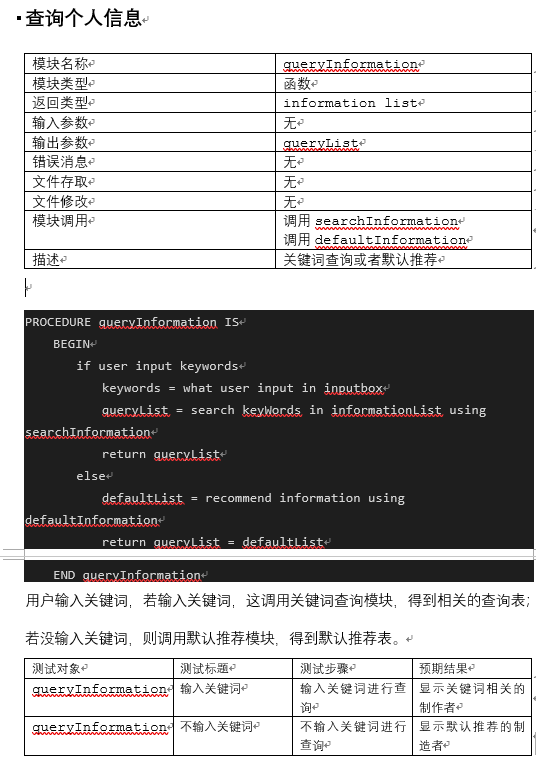 查询个人信息
模块名称 queryInformation
模块类型 函数
返回类型 information list
输入参数 无
输出参数 queryList
错误消息 无
文件存取 无
文件修改 无
模块调用 调用 searchInformation
调用 defaultInformation
描述 关键词查询或者默认推荐
PROCEDURE queryInformation IS
BEGIN
if user input keywords
keywords = what user input in inputbox
queryList = search keyWords in informationList using
searchInformation
return queryList
else
defaultList = recommend information using
defaultInformation
return queryList = defaultList
END queryInformation
用户输入关键词，若输入关键词，这调用关键词查询模块，得到相关的查询表；
若没输入关键词，则调用默认推荐模块，得到默认推荐表。
测试对象 测试标题 测试步骤 预期结果
queryInformation 输入关键词 输入关键词进行查 显示关键词相关的
询 制作者
queryInformation 不输入关键词 不输入关键词进行 显示默认推荐的制
查询 造者